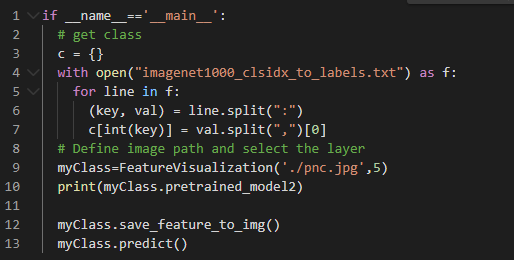 1 if __name__=='__main__':
2 # get class
3 c = {}
4 with open("imagenet1000_clsidx_to_labels.txt") as f:
5 for line in f:
6 (key, val) = line.split(":")
7 c[int(key)] = val.split(",")[0]
8 # Define image path and select the layer
9 myClass=FeatureVisualization('./pnc.jpg',5)
10 print(myClass.pretrained_model2)
11
12 myClass.save_feature_to_img()
13 myClass.predict()